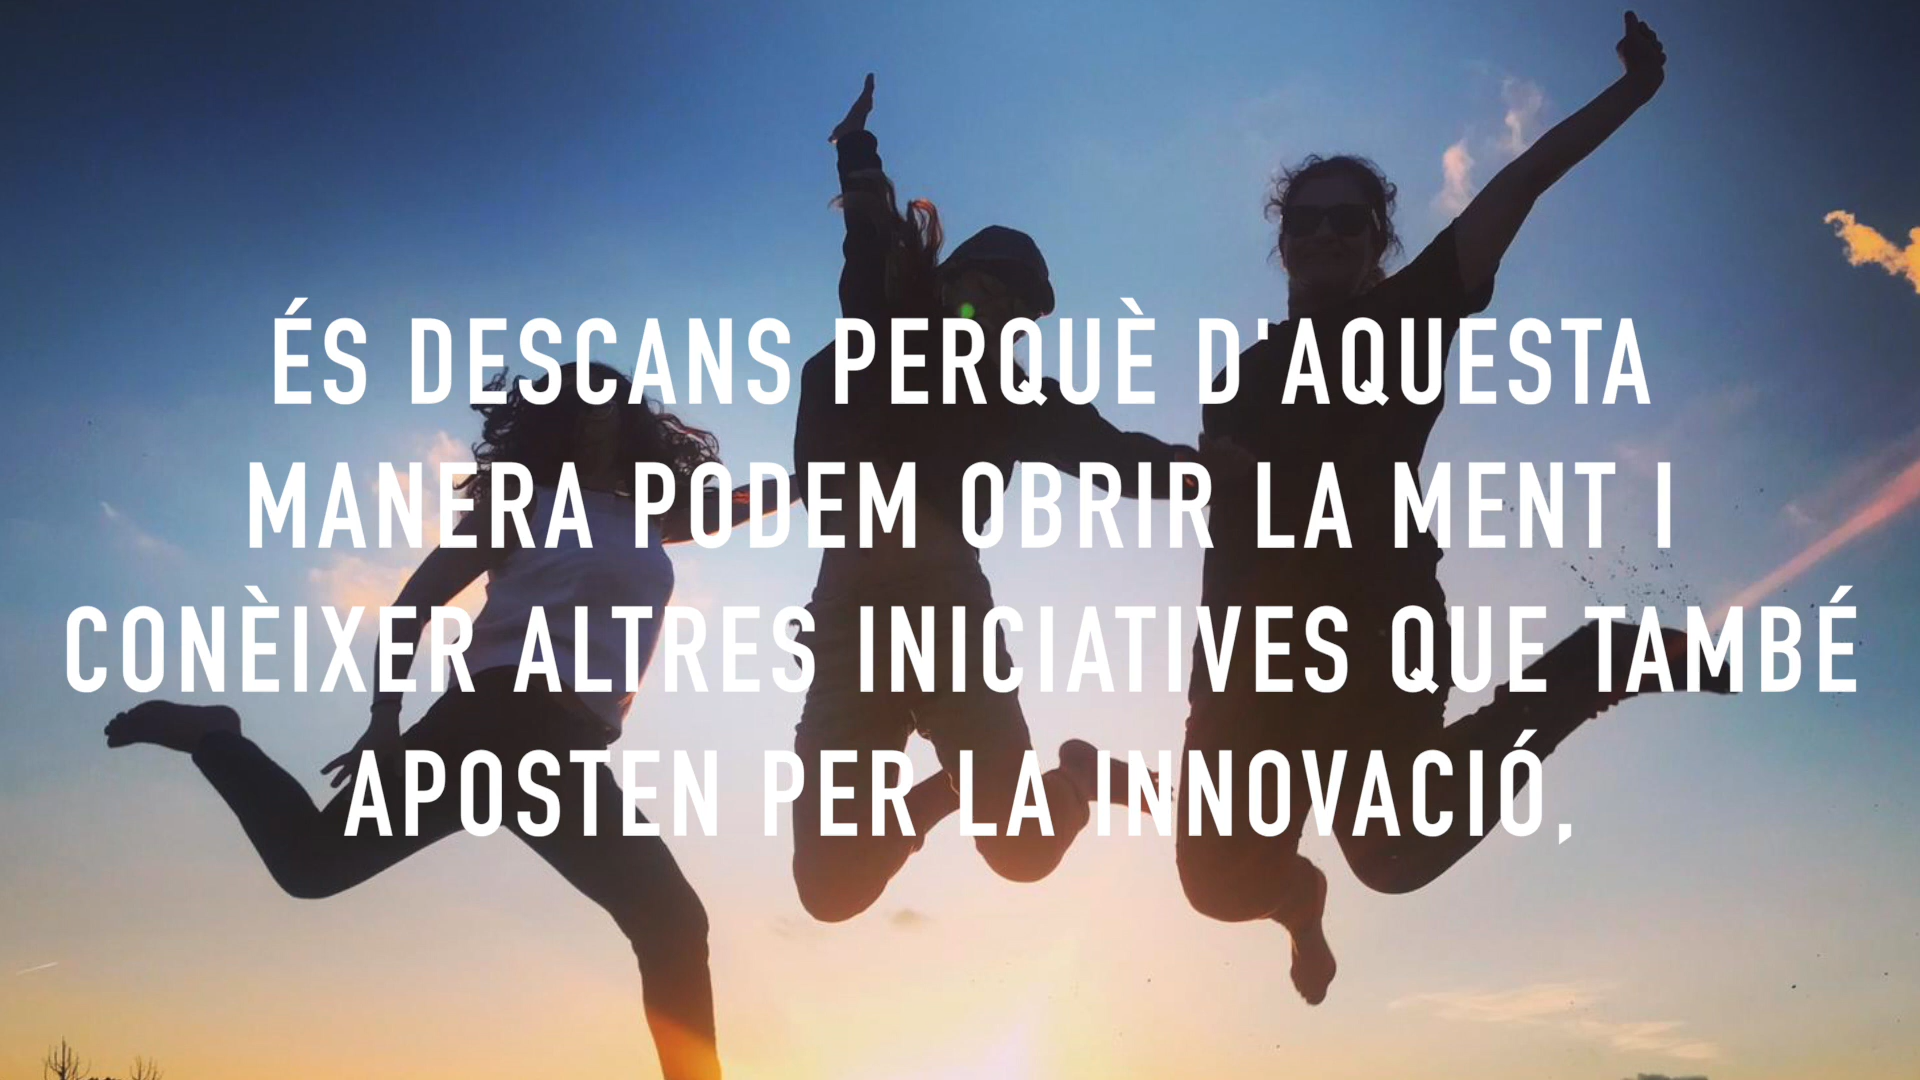 ÉS DESCANS PERQUÈ D'AQUESTA
MANERA PODEM OBRIR LA MENT I
CONÈIXER ALTRES INICIATIVES QUE TAMBÉ
APOSTEN PER LA INNOVACIÓ,